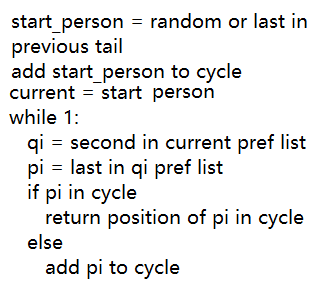 start_person = random or last in
previous tail
add start_person to cycle
current = start person
while 1:
qi = second in current pref list
pi = last in qi pref list
if pi in cycle
return position of pi in cycle
else
add pi to cycle